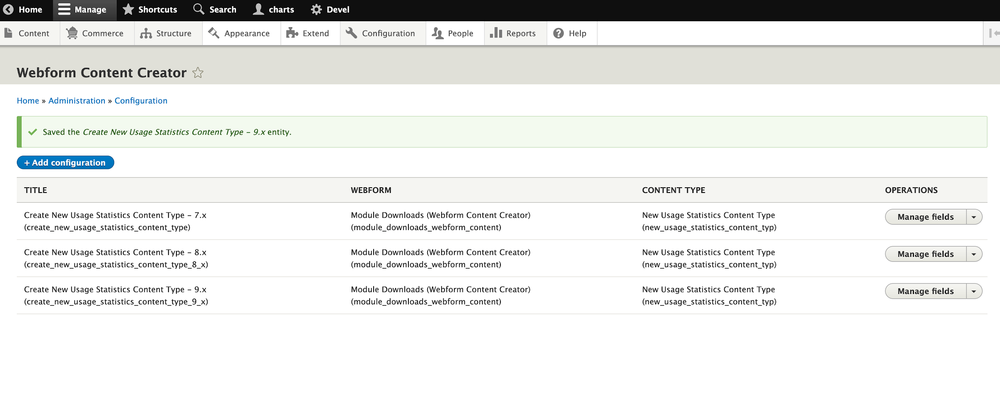 Home Manage Shortcuts Search charts Devel
Content Commerce Structure Appearance Extend Configuration People Reports Help
Webform Content Creator
Home » Administration » Configuration
Saved the Create New Usage Statistics Content Type – 9.x entity.
+ Add configuration
TITLE WEBFORM CONTENT TYPE OPERATIONS
Create New Usage Statistics Content Type – 7.x Module Downloads (Webform Content Creator) New Usage Statistics Content Type Manage fields
(create_new_usage_statistics_content_type) (module_downloads_webform_content) (new_usage_statistics_content_typ)
Create New Usage Statistics Content Type – 8.x Module Downloads (Webform Content Creator) New Usage Statistics Content Type Manage fields
(create_new_usage_statistics_content_type_8_x) (module_downloads_webform_content) (new_usage_statistics_content_typ)
Create New Usage Statistics Content Type – 9.x Module Downloads (Webform Content Creator) New Usage Statistics Content Type Manage fields
(create_new_usage_statistics_content_type_9_x) (module_downloads_webform_content) (new_usage_statistics_content_typ)